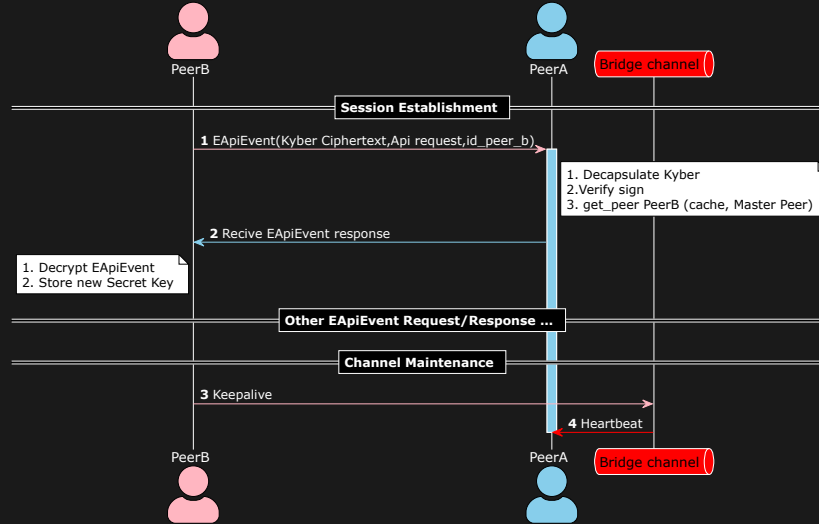 PeerB
PeerA
Bridge channel
Session Establishment
1 EApiEvent(Kyber Ciphertext,Api request,id_peer_b)
1. Decapsulate Kyber
2.Verify sign
3. get_peer PeerB (cache, Master Peer)
2 Recive EApiEvent response
1. Decrypt EApiEvent
2. Store new Secret Key
Other EApiEvent Request/Response ...
Channel Maintenance
3 Keepalive
4 Heartbeat
PeerB
PeerA
Bridge channel